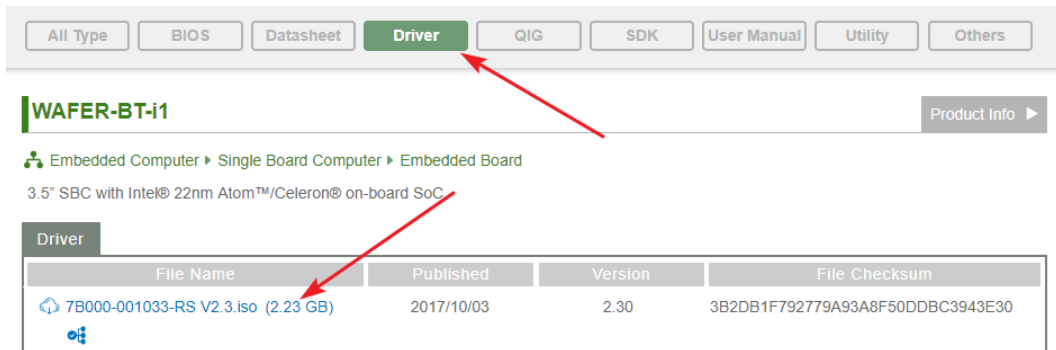 All Type BIOS Datasheet Driver QIG SDK User Manual Utility Others
WAFER-BT-i1
Product Info
Embedded Computer Single Board Computer Embedded Board
3.5" SBC with Intel® 22nm Atom™/Celeron® on-board SoC
Driver
File Name Published Version File Checksum
7B000-001033-RS V2.3.iso (2.23 GB) 2017/10/03 2.30 3B2DB1F792779A93A8F50DDBC3943E30